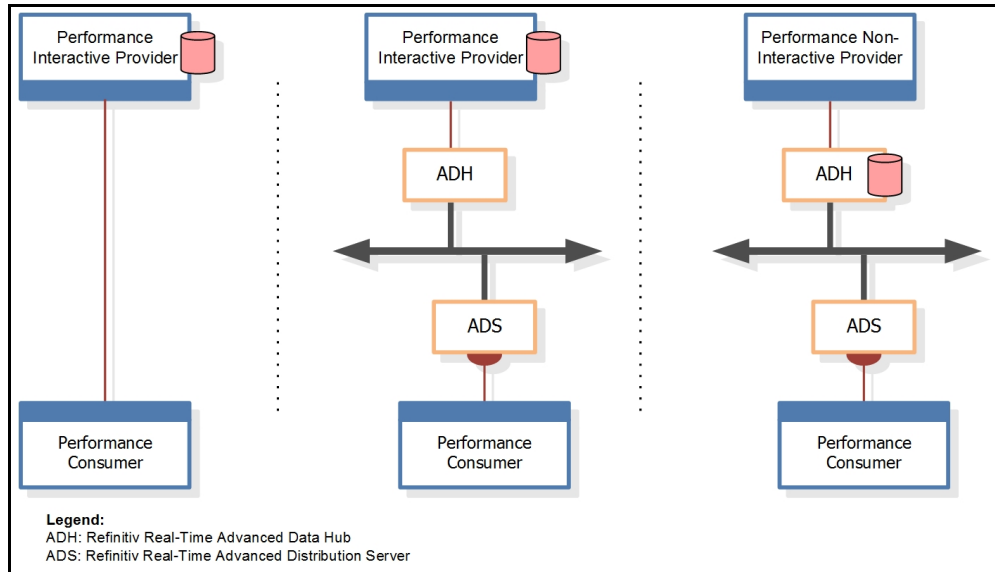 Performance
Interactive Provider
Performance
Interactive Provider
Performance Non-
Interactive Provider
ADH
ADH
ADS
ADS
Performance
Consumer
Performance
Consumer
Performance
Consumer
Legend:
ADH: Refinitiv Real-Time Advanced Data Hub
ADS: Refinitiv Real-Time Advanced Distribution Server